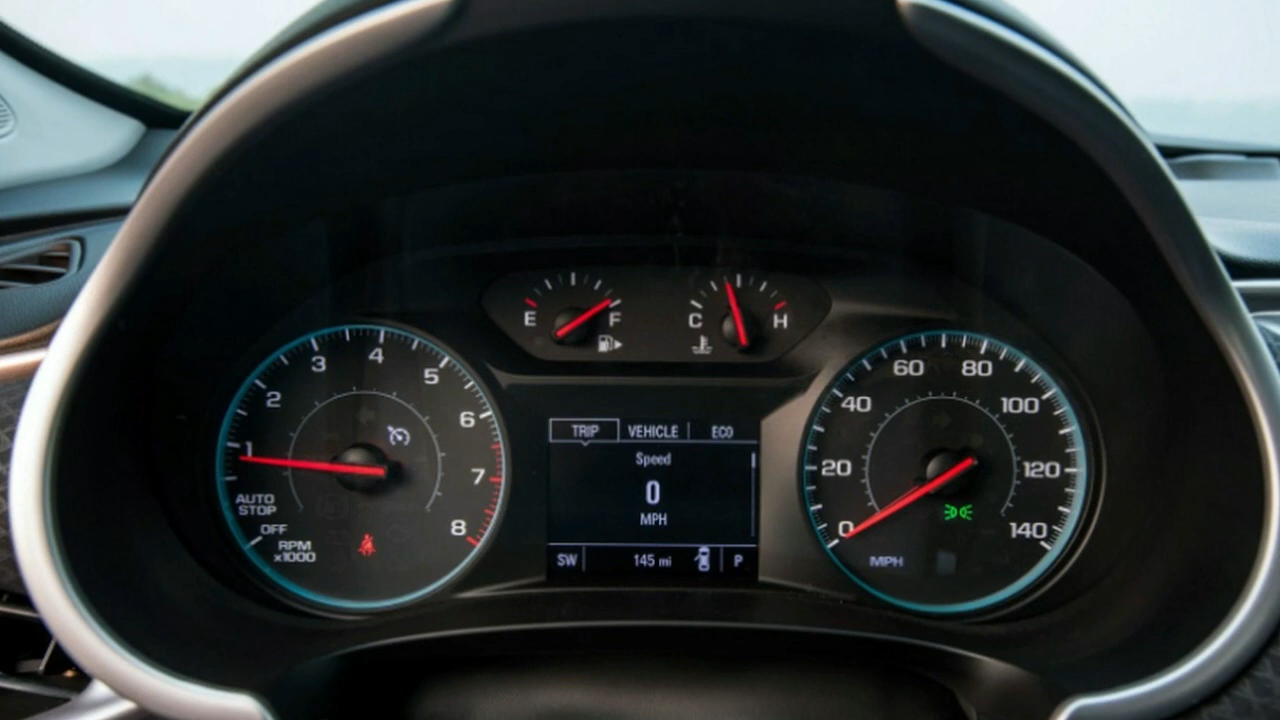 E F
C H
1 2 3 4 5 6 7 8
AUTO
STOP
OFF
RPM
x1000
TRIP VEHICLE ECO
Speed
0
MPH
SW 145 mi P
0 20 40 60 80 100 120 140
MPH